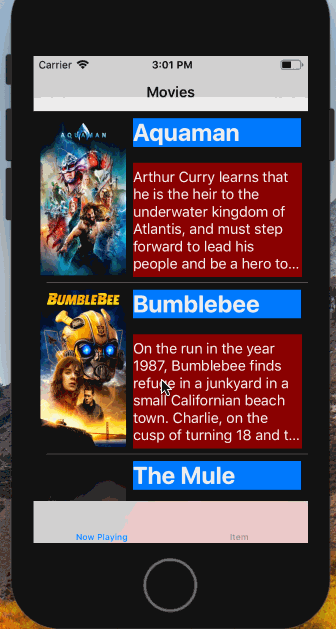 Carrier 3:01 PM
Movies
AQUAMAN
Aquaman
Arthur Curry learns that
he is the heir to the
underwater kingdom of
Atlantis, and must step
forward to lead his
people and be a hero to...
BUMBLEBEE
Bumblebee
On the run in the year
1987, Bumblebee finds
refuge in a junkyard in a
small Californian beach
town. Charlie, on the
cusp of turning 18 and t...
The Mule
Now Playing Item